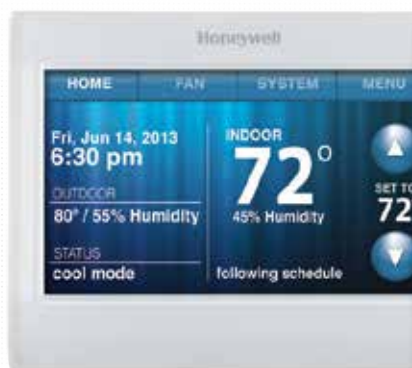 Honeywell
HOME FAN SYSTEM MENU
Fri, Jun 14, 2013
6:30 pm
OUTDOOR
80° / 55% Humidity
STATUS
cool mode
INDOOR
72°
45% Humidity
following schedule
SET TO
72